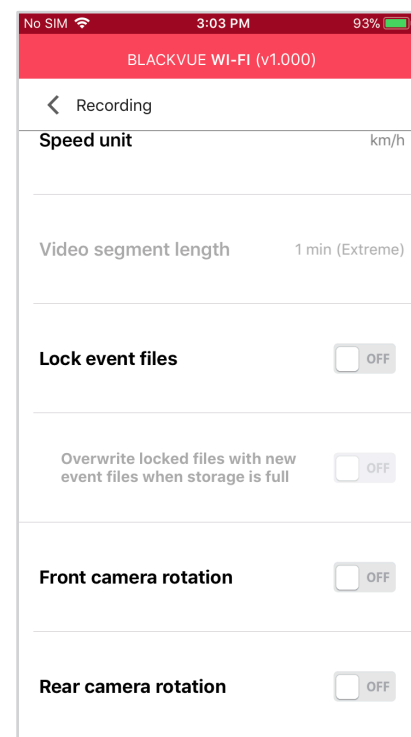 No SIM 3:03 PM 93%
BLACKVUE WI-FI (v1.000)
Recording
Speed unit km/h
Video segment length 1 min (Extreme)
Lock event files OFF
Overwrite locked files with new
event files when storage is full OFF
Front camera rotation OFF
Rear camera rotation OFF